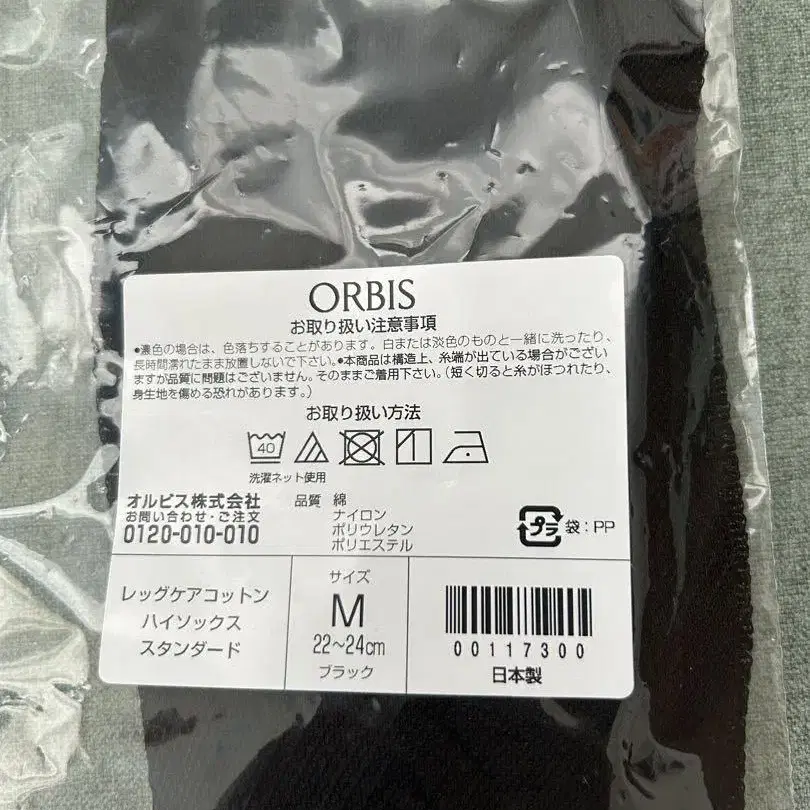 ORBIS
お取り扱い注意事項
●濃色の場合は、色落ちすることがあります。白または淡色のものと一緒に洗ったり、
長時間濡れたまま放置しないで下さい。●本商品は構造上、糸端が出ている場合がござい
ますが品質に問題はございません。そのままご着用下さい。（短く切ると糸がほつれたり、
身生地を傷める恐れがあります。）
お取り扱い方法
40
洗濯ネット使用
オルビス株式会社
お問い合わせ・ご注文
0120-010-010
品質 綿
ナイロン
ポリウレタン
ポリエステル
プラ 袋:PP
レッグケアコットン
ハイソックス
スタンダード
サイズ
M
22〜24cm
ブラック
00117300
日本製